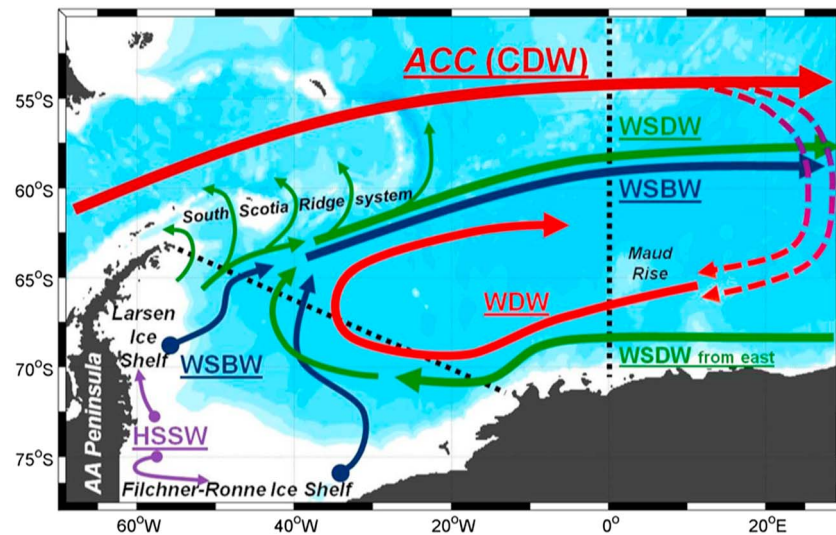 ACC (CDW)
55°S
WSDW
60°S
WSBW
South Scotia Ridge system
Maud
Rise
65°S
WDW
Larsen
Ice
Shelf
WSBW
WSDW from east
70°S
HSSW
AA Peninsula
75°S
Filchner-Ronne Ice Shelf
60°W
40°W
20°W
0°
20°E